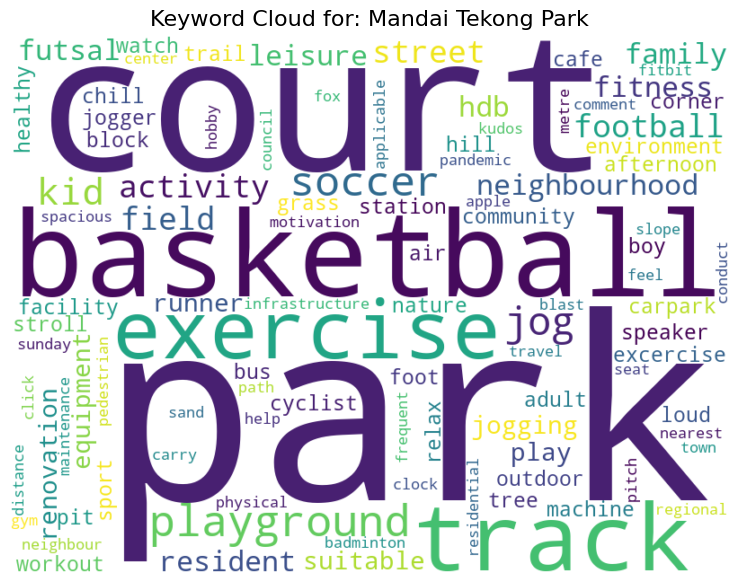 Keyword Cloud for: Mandai Tekong Park
futsal
watch
center
trail
leisure
street
cafe
family
fitbit
healthy
chill
jogger
block
hobby
court
council
fox
applicable
hdb
kudos
hill
pandemic
metre
comment
fitness
corner
football
environment
afternoon
kid
activity
soccer
neighbourhood
spacious
field
grass
motivation
station
apple
community
slope
boy
feel
conduct
basketball
air
facility
runner
infrastructure
nature
blast
carpark
stroll
sunday
exercise
jog
travel
speaker
excercise
seat
click
renovation
maintenance
equipment
pedestrian
bus
path
help
cyclist
foot
relax
frequent
adult
jogging
play
outdoor
tree
loud
nearest
town
pitch
sand
carry
park
distance
gym
pit
sport
physical
clock
residential
machine
regional
neighbour
workout
playground
resident
badminton
suitable
track